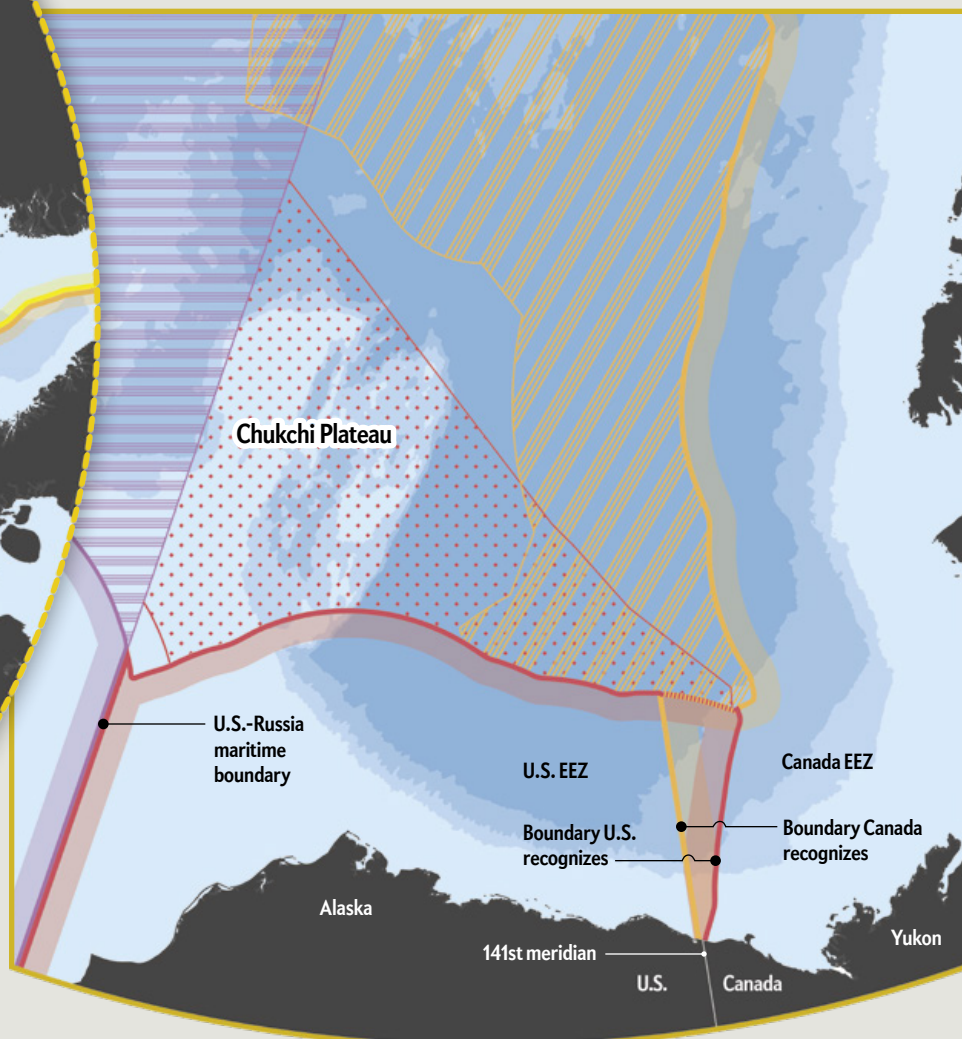 Chukchi Plateau
U.S.-Russia
maritime
boundary
U.S. EEZ
Canada EEZ
Boundary U.S.
recognizes
Boundary Canada
recognizes
Alaska
Yukon
141st meridian
U.S.
Canada